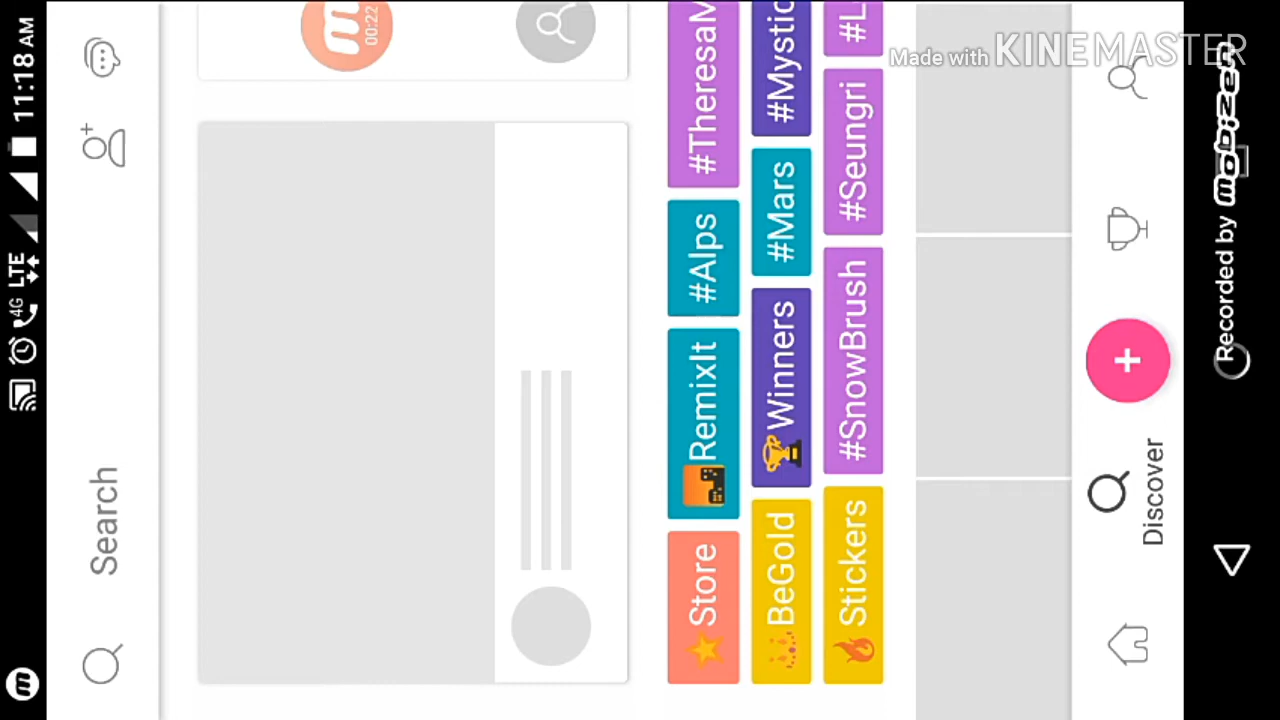 11:18 AM
4G LTE
Search
00:22
Store
RemixIt
#Alps
#TheresaM
BeGold
Winners
#Mars
#Mystic
Stickers
#SnowBrush
#Seungri
Discover
Made with KINEMASTER
Recorded by mobizen